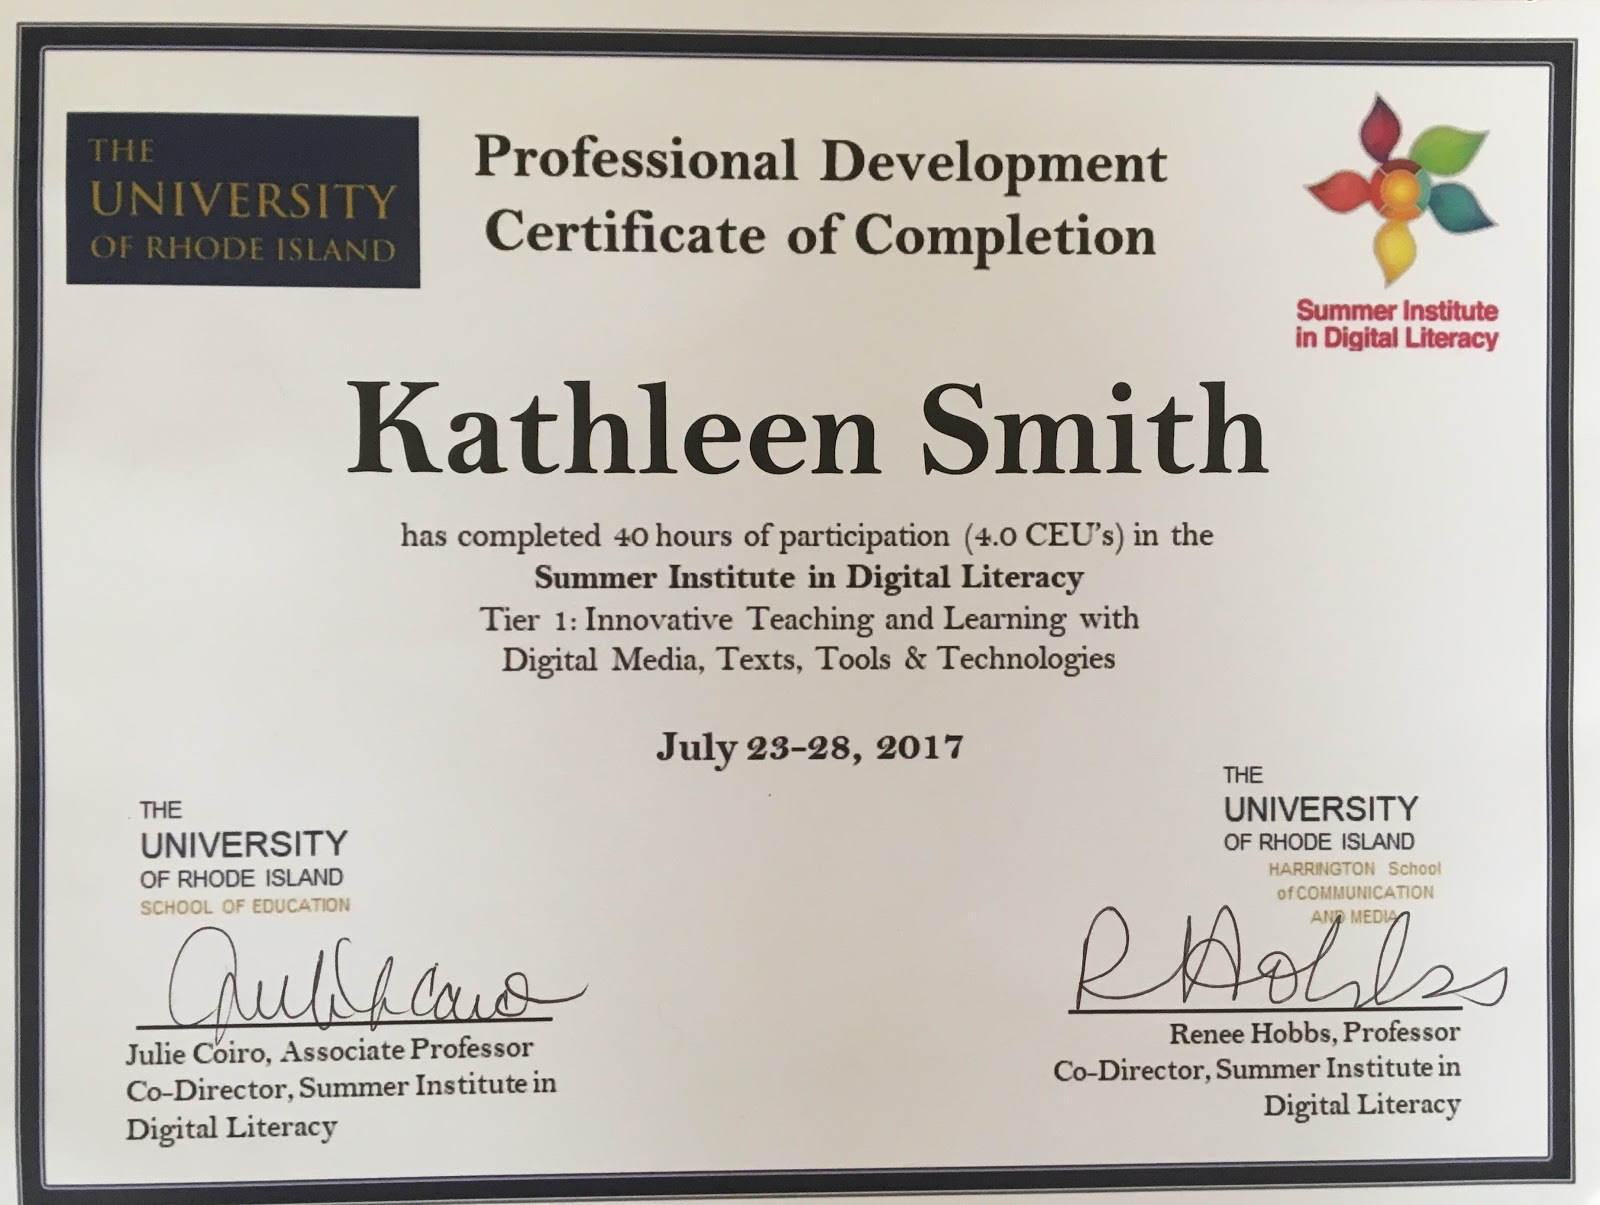 THE
UNIVERSITY
OF RHODE ISLAND
Professional Development
Certificate of Completion
Summer Institute
in Digital Literacy
Kathleen Smith
has completed 40 hours of participation (4.0 CEU's) in the
Summer Institute in Digital Literacy
Tier 1: Innovative Teaching and Learning with
Digital Media, Texts, Tools & Technologies
July 23-28, 2017
THE
UNIVERSITY
OF RHODE ISLAND
SCHOOL OF EDUCATION
Julie Coiro
Julie Coiro, Associate Professor
Co-Director, Summer Institute in
Digital Literacy
THE
UNIVERSITY
OF RHODE ISLAND
HARRINGTON School
of COMMUNICATION
AND MEDIA
R Hobbs
Renee Hobbs, Professor
Co-Director, Summer Institute in
Digital Literacy